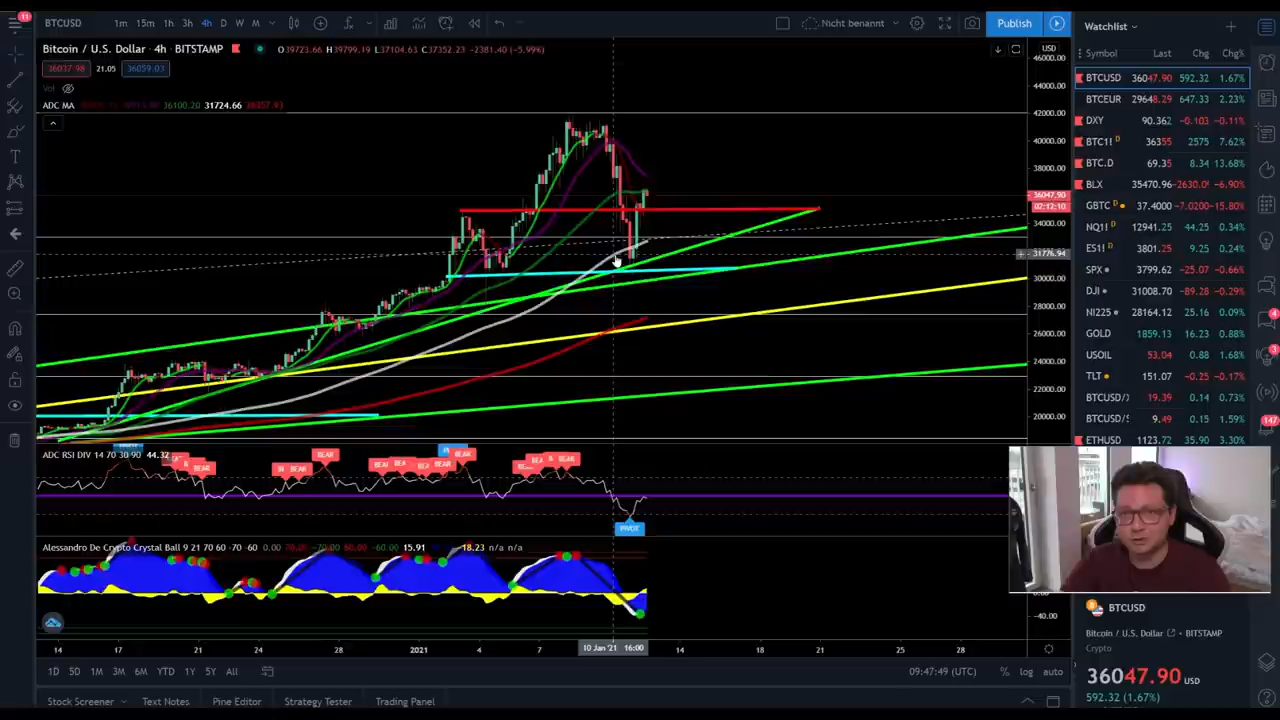 11
BTCUSD 1m 15m 1h 3h 4h D W M Nicht benannt Publish
Bitcoin / U.S. Dollar · 4h · BITSTAMP O39723.66 H39799.19 L37104.63 C37352.23 −2381.40 (−5.99%)
36037.98 21.05 36059.03
Vol
ADC MA 36100.20 31724.66
USD
46000.00
44000.00
42000.00
40000.00
38000.00
36047.90
02:12:10
34000.00
31776.94
30000.00
28000.00
26000.00
24000.00
22000.00
20000.00
ADC RSI DIV 14 70 30 90 44.32
BEAR
BEAR
BEAR
BEAR
BEAR
BEAR
BEAR
BEAR
PIVOT
Alessandro De Crypto Crystal Ball 9 21 70 60 -70 -60 0.00 70.00 −70.00 60.00 −60.00 15.91 18.23 n/a n/a
−40.00
14 17 21 24 28 2021 4 7 10 Jan '21 16:00 14 18 21 25 28
1D 5D 1M 3M 6M YTD 1Y 5Y All 09:47:49 (UTC) % log auto
Stock Screener Text Notes Pine Editor Strategy Tester Trading Panel
Watchlist
Symbol Last Chg Chg%
BTCUSD 36047.90 592.32 1.67%
BTCEUR 29648.29 647.33 2.23%
DXY 90.362 −0.103 −0.11%
BTC1! D 36355 2575 7.62%
BTC.D 69.35 8.34 13.68%
BLX 35470.96 −2630.0 −6.90%
GBTC D 37.4000 −7.0200 −15.80%
NQ1! D 12941.25 44.25 0.34%
ES1! D 3801.25 9.25 0.24%
SPX 3799.62 −25.07 −0.66%
DJI 31008.70 −89.28 −0.29%
NI225 28164.12 25.16 0.09%
GOLD 1859.13 16.23 0.88%
USOIL 53.04 0.88 1.68%
TLT 151.07 −0.25 −0.17%
BTCUSD/ 19.39 0.14 0.73%
BTCUSD/ 9.49 0.15 1.59%
ETHUSD 1123.72 35.90 3.30%
4
3
147
BTCUSD
Bitcoin / U.S. Dollar · BITSTAMP
Crypto
36047.90 USD
592.32 (1.67%)